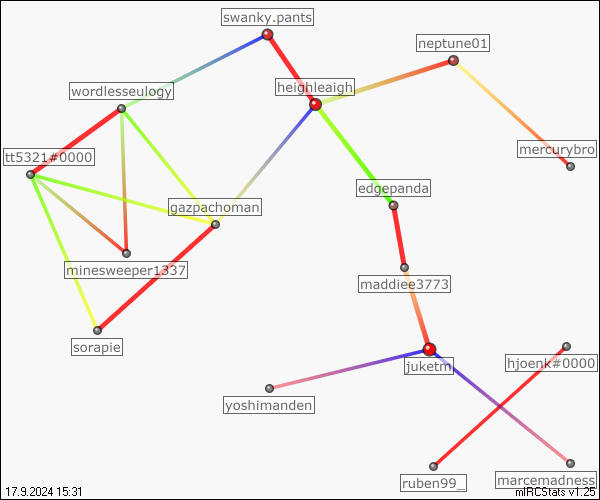 swanky.pants
neptune01
heighleaigh
wordlesseulogy
mercurybro
tt5321#0000
edgepanda
gazpachoman
minesweeper1337
maddiee3773
sorapie
juketm
hjoenk#0000
yoshimanden
ruben99_
marcemadness
17.9.2024 15:31
mIRCStats v1.25